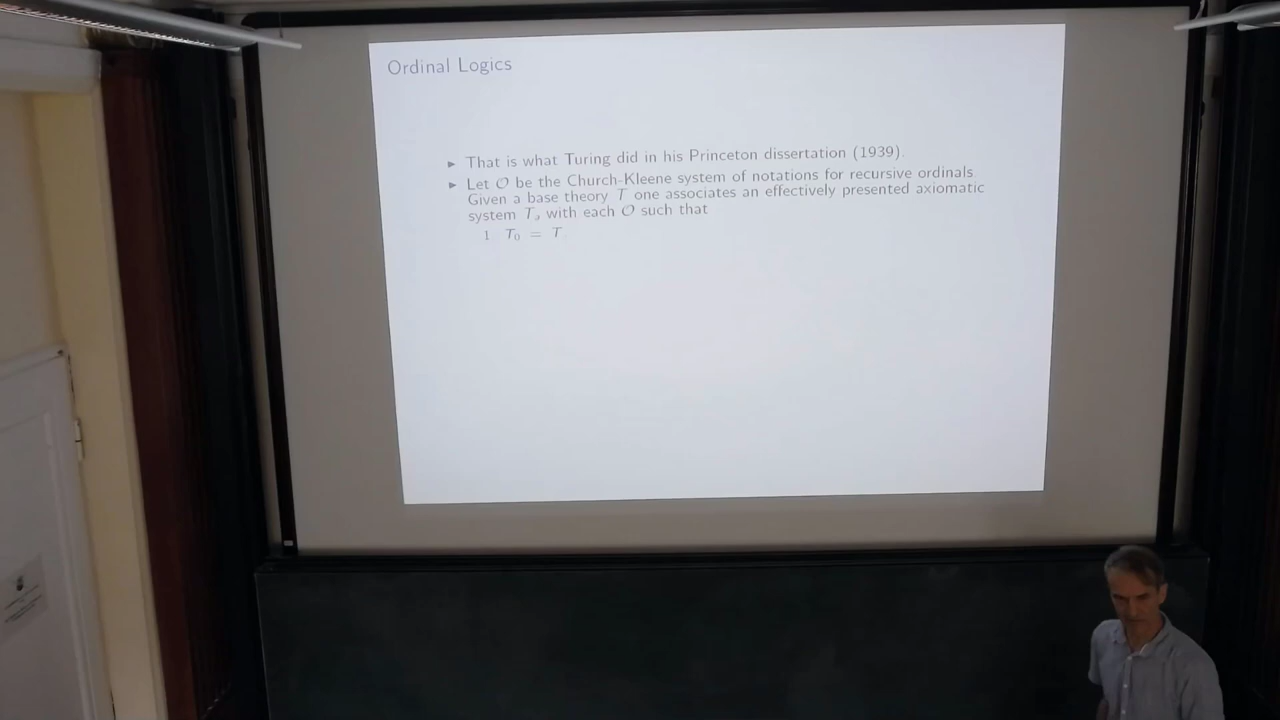 Ordinal Logics
▶ That is what Turing did in his Princeton dissertation (1939).
▶ Let O be the Church-Kleene system of notations for recursive ordinals.
Given a base theory T one associates an effectively presented axiomatic
system Tₐ with each O such that
1 T₀ = T